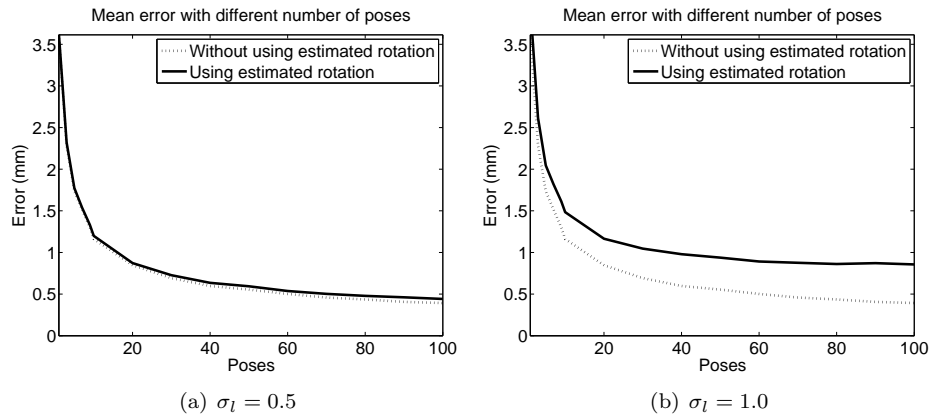 Mean error with different number of poses
Without using estimated rotation
Using estimated rotation
3.5
3
2.5
2
1.5
1
0.5
0
Error (mm)
20
40
60
80
100
Poses
(a) σ_l = 0.5
Mean error with different number of poses
Without using estimated rotation
Using estimated rotation
3.5
3
2.5
2
1.5
1
0.5
0
Error (mm)
20
40
60
80
100
Poses
(b) σ_l = 1.0